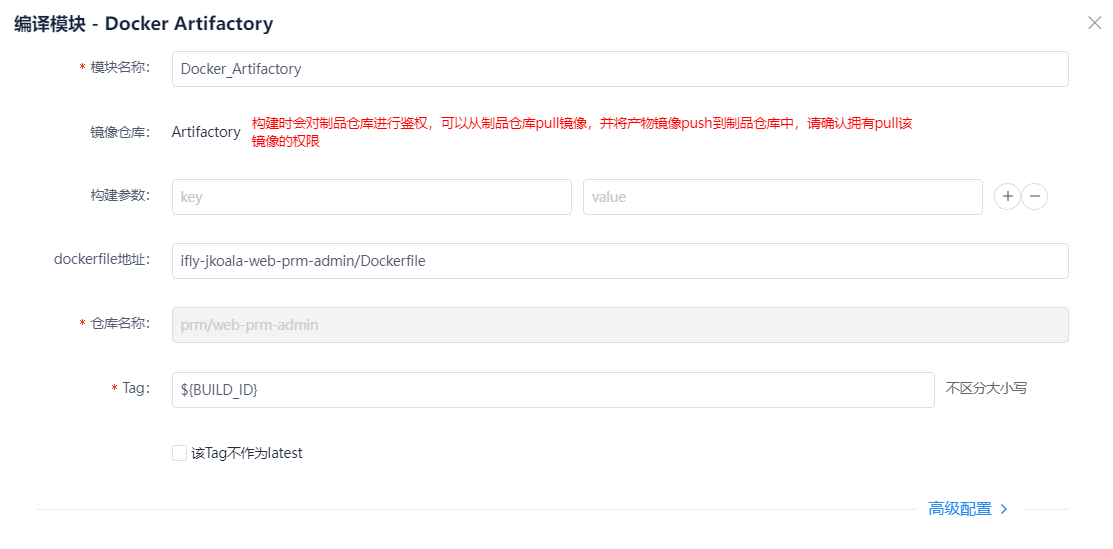 编译模块 - Docker Artifactory
* 模块名称: Docker_Artifactory
镜像仓库: Artifactory 构建时会对制品仓库进行鉴权，可以从制品仓库pull镜像，并将产物镜像push到制品仓库中，请确认拥有pull该
镜像的权限
构建参数: key value
dockerfile地址: ifly-jkoala-web-prm-admin/Dockerfile
* 仓库名称: prm/web-prm-admin
* Tag: ${BUILD_ID} 不区分大小写
该Tag不作为latest
高级配置